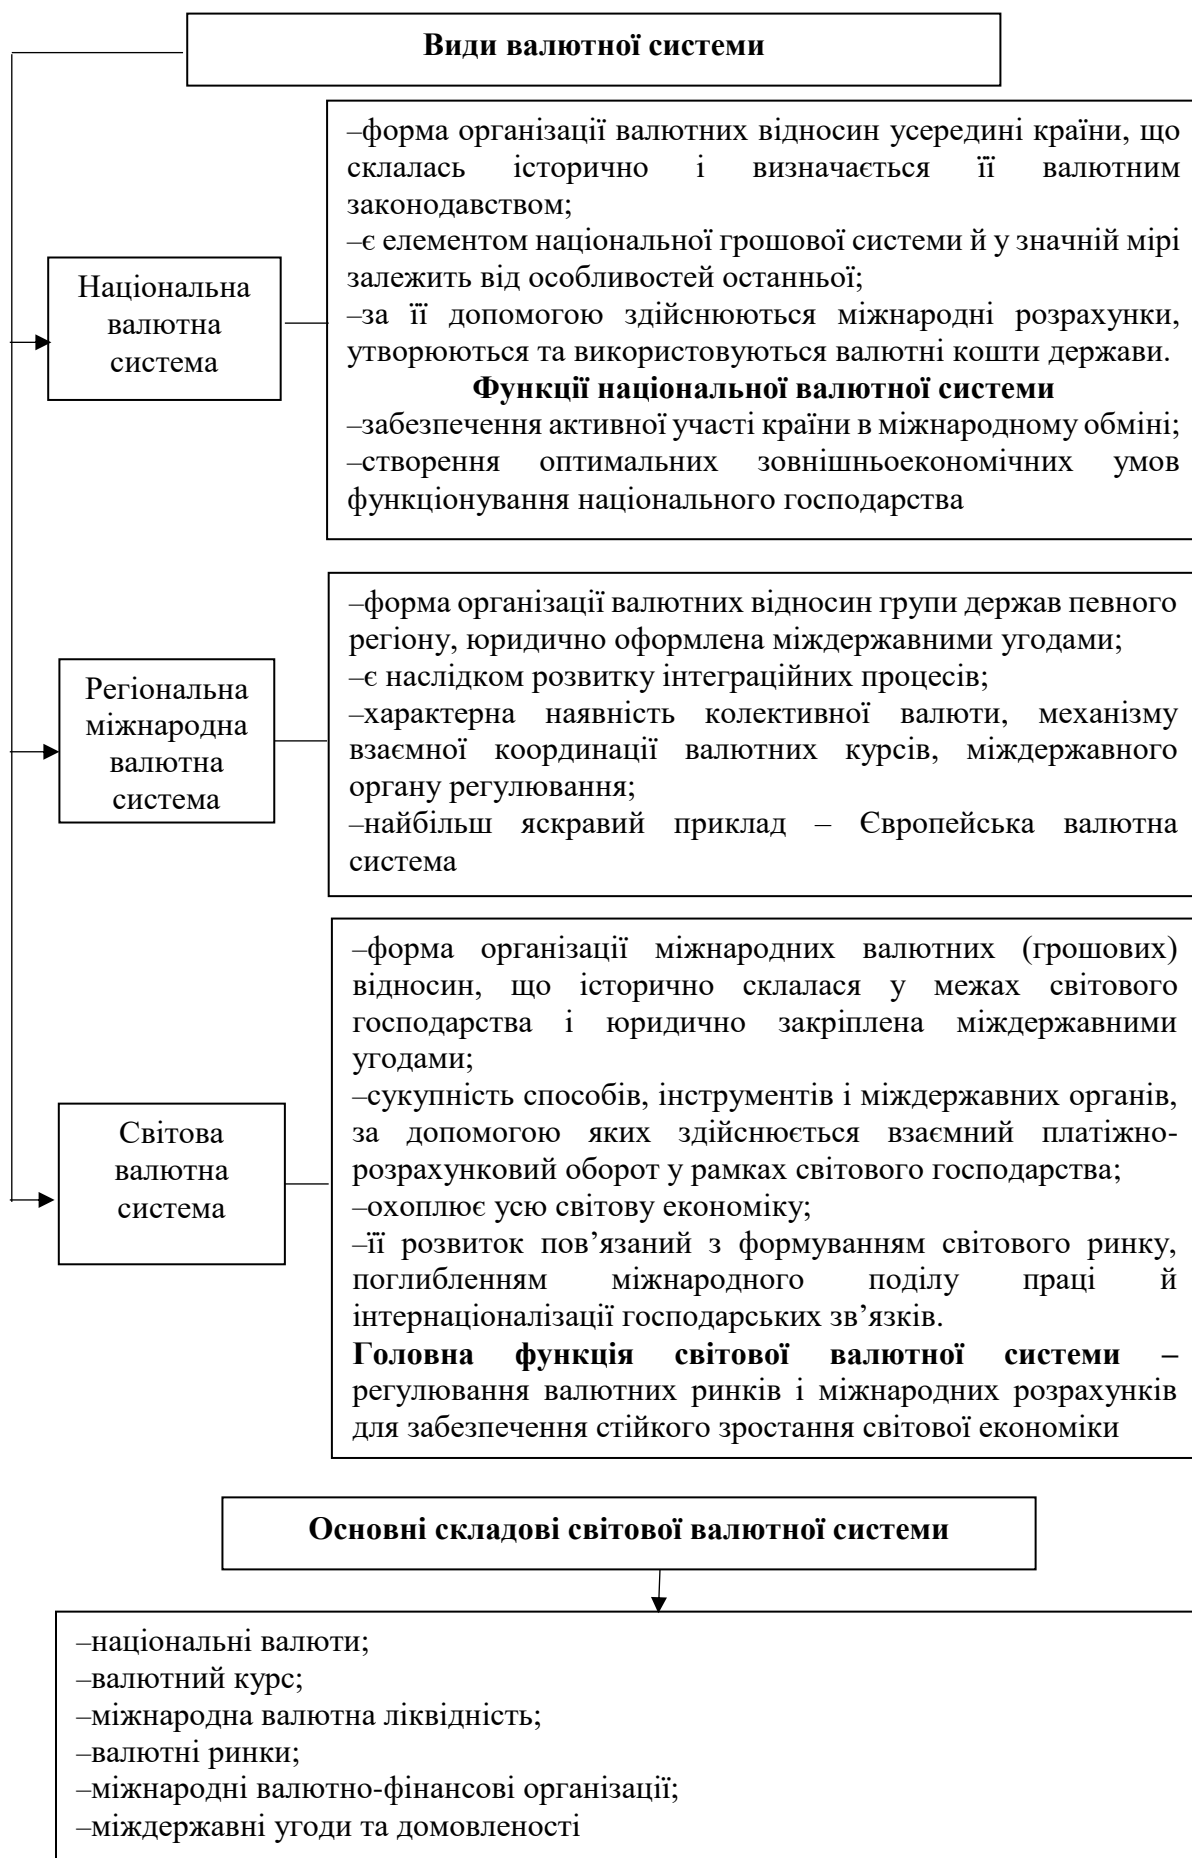 Види валютної системи
Національна
валютна
система
–форма організації валютних відносин усередині країни, що
склалась історично і визначається її валютним
законодавством;
–є елементом національної грошової системи й у значній мірі
залежить від особливостей останньої;
–за її допомогою здійснюються міжнародні розрахунки,
утворюються та використовуються валютні кошти держави.
Функції національної валютної системи
–забезпечення активної участі країни в міжнародному обміні;
–створення оптимальних зовнішньоекономічних умов
функціонування національного господарства
Регіональна
міжнародна
валютна
система
–форма організації валютних відносин групи держав певного
регіону, юридично оформлена міждержавними угодами;
–є наслідком розвитку інтеграційних процесів;
–характерна наявність колективної валюти, механізму
взаємної координації валютних курсів, міждержавного
органу регулювання;
–найбільш яскравий приклад – Європейська валютна
система
Світова
валютна
система
–форма організації міжнародних валютних (грошових)
відносин, що історично склалася у межах світового
господарства і юридично закріплена міждержавними
угодами;
–сукупність способів, інструментів і міждержавних органів,
за допомогою яких здійснюється взаємний платіжно-
розрахунковий оборот у рамках світового господарства;
–охоплює усю світову економіку;
–її розвиток пов’язаний з формуванням світового ринку,
поглибленням міжнародного поділу праці й
інтернаціоналізації господарських зв’язків.
Головна функція світової валютної системи –
регулювання валютних ринків і міжнародних розрахунків
для забезпечення стійкого зростання світової економіки
Основні складові світової валютної системи
–національні валюти;
–валютний курс;
–міжнародна валютна ліквідність;
–валютні ринки;
–міжнародні валютно-фінансові організації;
–міждержавні угоди та домовленості